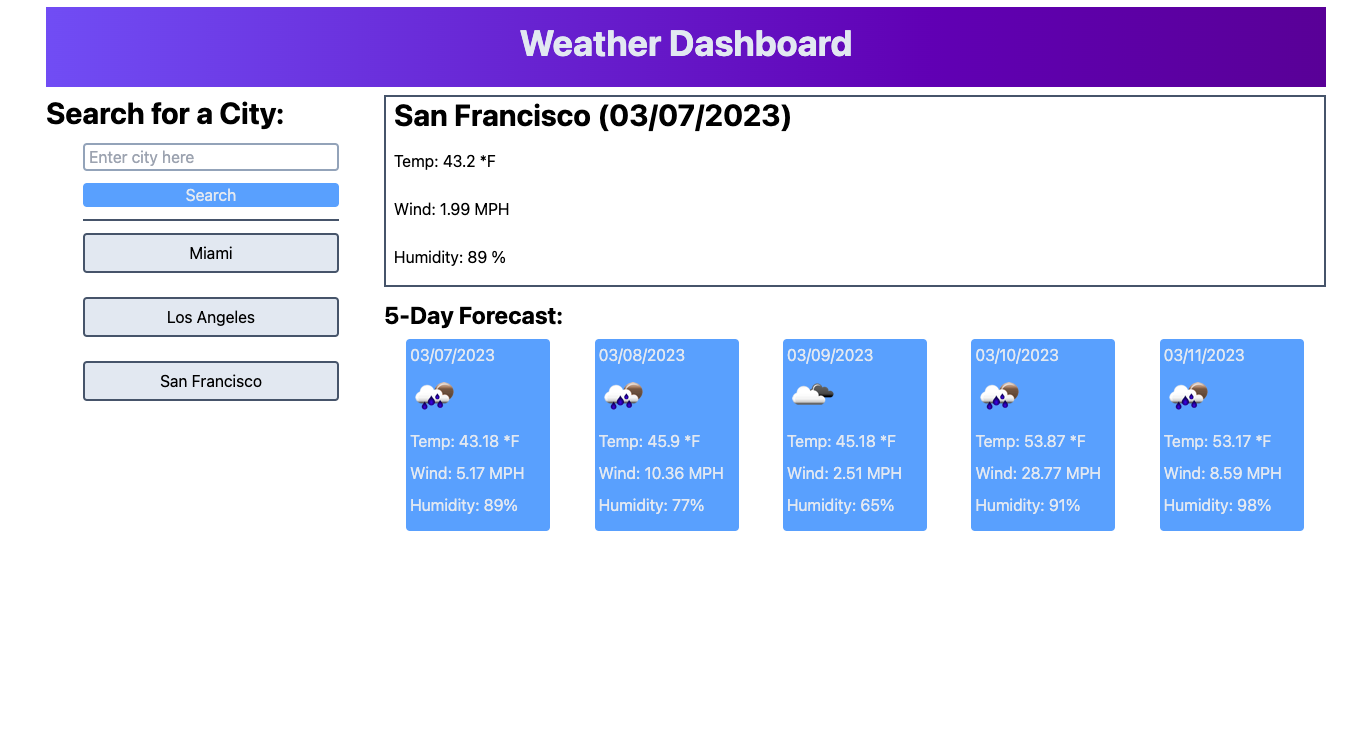 Weather Dashboard
Search for a City:
Enter city here
Search
Miami
Los Angeles
San Francisco
San Francisco (03/07/2023)
Temp: 43.2 *F
Wind: 1.99 MPH
Humidity: 89 %
5-Day Forecast:
03/07/2023
Temp: 43.18 *F
Wind: 5.17 MPH
Humidity: 89%
03/08/2023
Temp: 45.9 *F
Wind: 10.36 MPH
Humidity: 77%
03/09/2023
Temp: 45.18 *F
Wind: 2.51 MPH
Humidity: 65%
03/10/2023
Temp: 53.87 *F
Wind: 28.77 MPH
Humidity: 91%
03/11/2023
Temp: 53.17 *F
Wind: 8.59 MPH
Humidity: 98%